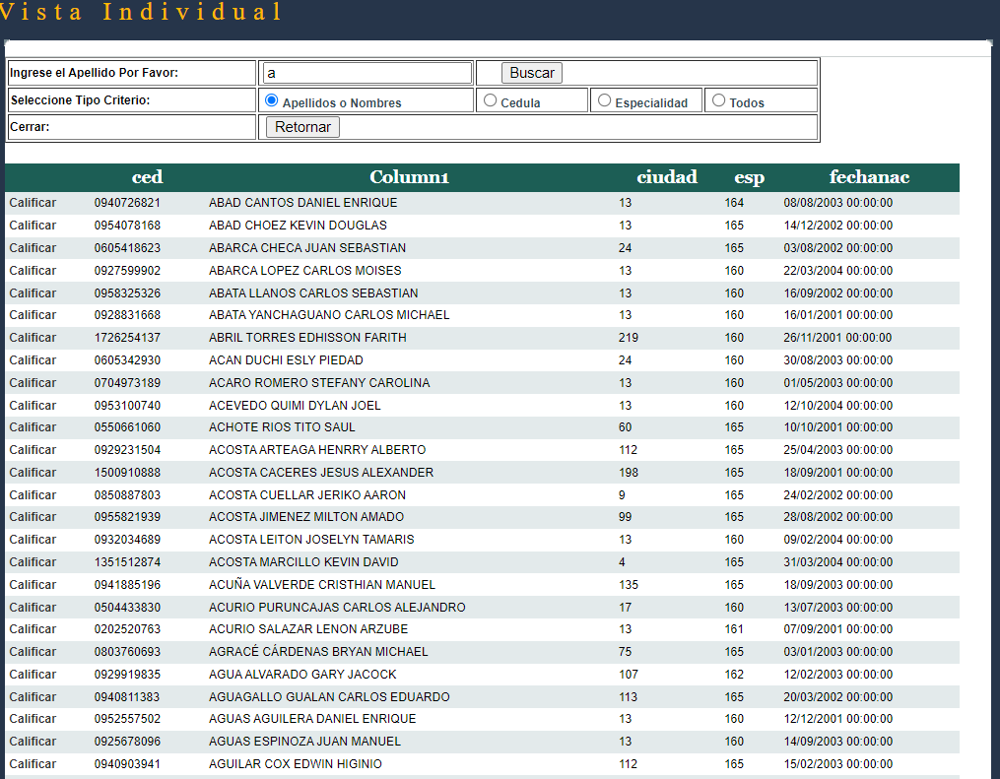 Vista Individual
Ingrese el Apellido Por Favor: a Buscar
Seleccione Tipo Criterio: Apellidos o Nombres Cedula Especialidad Todos
Cerrar: Retornar
ced Column1 ciudad esp fechanac
Calificar 0940726821 ABAD CANTOS DANIEL ENRIQUE 13 164 08/08/2003 00:00:00
Calificar 0954078168 ABAD CHOEZ KEVIN DOUGLAS 13 165 14/12/2002 00:00:00
Calificar 0605418623 ABARCA CHECA JUAN SEBASTIAN 24 165 03/08/2002 00:00:00
Calificar 0927599902 ABARCA LOPEZ CARLOS MOISES 13 160 22/03/2004 00:00:00
Calificar 0958325326 ABATA LLANOS CARLOS SEBASTIAN 13 160 16/09/2002 00:00:00
Calificar 0928831668 ABATA YANCHAGUANO CARLOS MICHAEL 13 160 16/01/2001 00:00:00
Calificar 1726254137 ABRIL TORRES EDHISSON FARITH 219 160 26/11/2001 00:00:00
Calificar 0605342930 ACAN DUCHI ESLY PIEDAD 24 160 30/08/2003 00:00:00
Calificar 0704973189 ACARO ROMERO STEFANY CAROLINA 13 160 01/05/2003 00:00:00
Calificar 0953100740 ACEVEDO QUIMI DYLAN JOEL 13 160 12/10/2004 00:00:00
Calificar 0550661060 ACHOTE RIOS TITO SAUL 60 165 10/10/2001 00:00:00
Calificar 0929231504 ACOSTA ARTEAGA HENRRY ALBERTO 112 165 25/04/2003 00:00:00
Calificar 1500910888 ACOSTA CACERES JESUS ALEXANDER 198 165 18/09/2001 00:00:00
Calificar 0850887803 ACOSTA CUELLAR JERIKO AARON 9 165 24/02/2002 00:00:00
Calificar 0955821939 ACOSTA JIMENEZ MILTON AMADO 99 165 28/08/2002 00:00:00
Calificar 0932034689 ACOSTA LEITON JOSELYN TAMARIS 13 160 09/02/2004 00:00:00
Calificar 1351512874 ACOSTA MARCILLO KEVIN DAVID 4 165 31/03/2004 00:00:00
Calificar 0941885196 ACUÑA VALVERDE CRISTHIAN MANUEL 135 165 18/09/2003 00:00:00
Calificar 0504433830 ACURIO PURUNCAJAS CARLOS ALEJANDRO 17 160 13/07/2003 00:00:00
Calificar 0202520763 ACURIO SALAZAR LENON ARZUBE 13 161 07/09/2001 00:00:00
Calificar 0803760693 AGRACÉ CÁRDENAS BRYAN MICHAEL 75 165 03/01/2003 00:00:00
Calificar 0929919835 AGUA ALVARADO GARY JACOCK 107 162 12/02/2003 00:00:00
Calificar 0940811383 AGUAGALLO GUALAN CARLOS EDUARDO 113 165 20/03/2002 00:00:00
Calificar 0952557502 AGUAS AGUILERA DANIEL ENRIQUE 13 160 12/12/2001 00:00:00
Calificar 0925678096 AGUAS ESPINOZA JUAN MANUEL 13 160 14/09/2003 00:00:00
Calificar 0940903941 AGUILAR COX EDWIN HIGINIO 112 165 15/02/2003 00:00:00